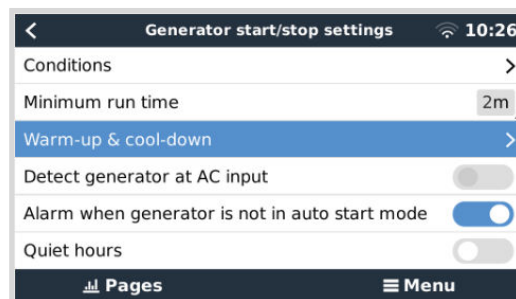 Generator start/stop settings 10:26
Conditions
Minimum run time 2m
Warm-up & cool-down
Detect generator at AC input
Alarm when generator is not in auto start mode
Quiet hours
Pages Menu